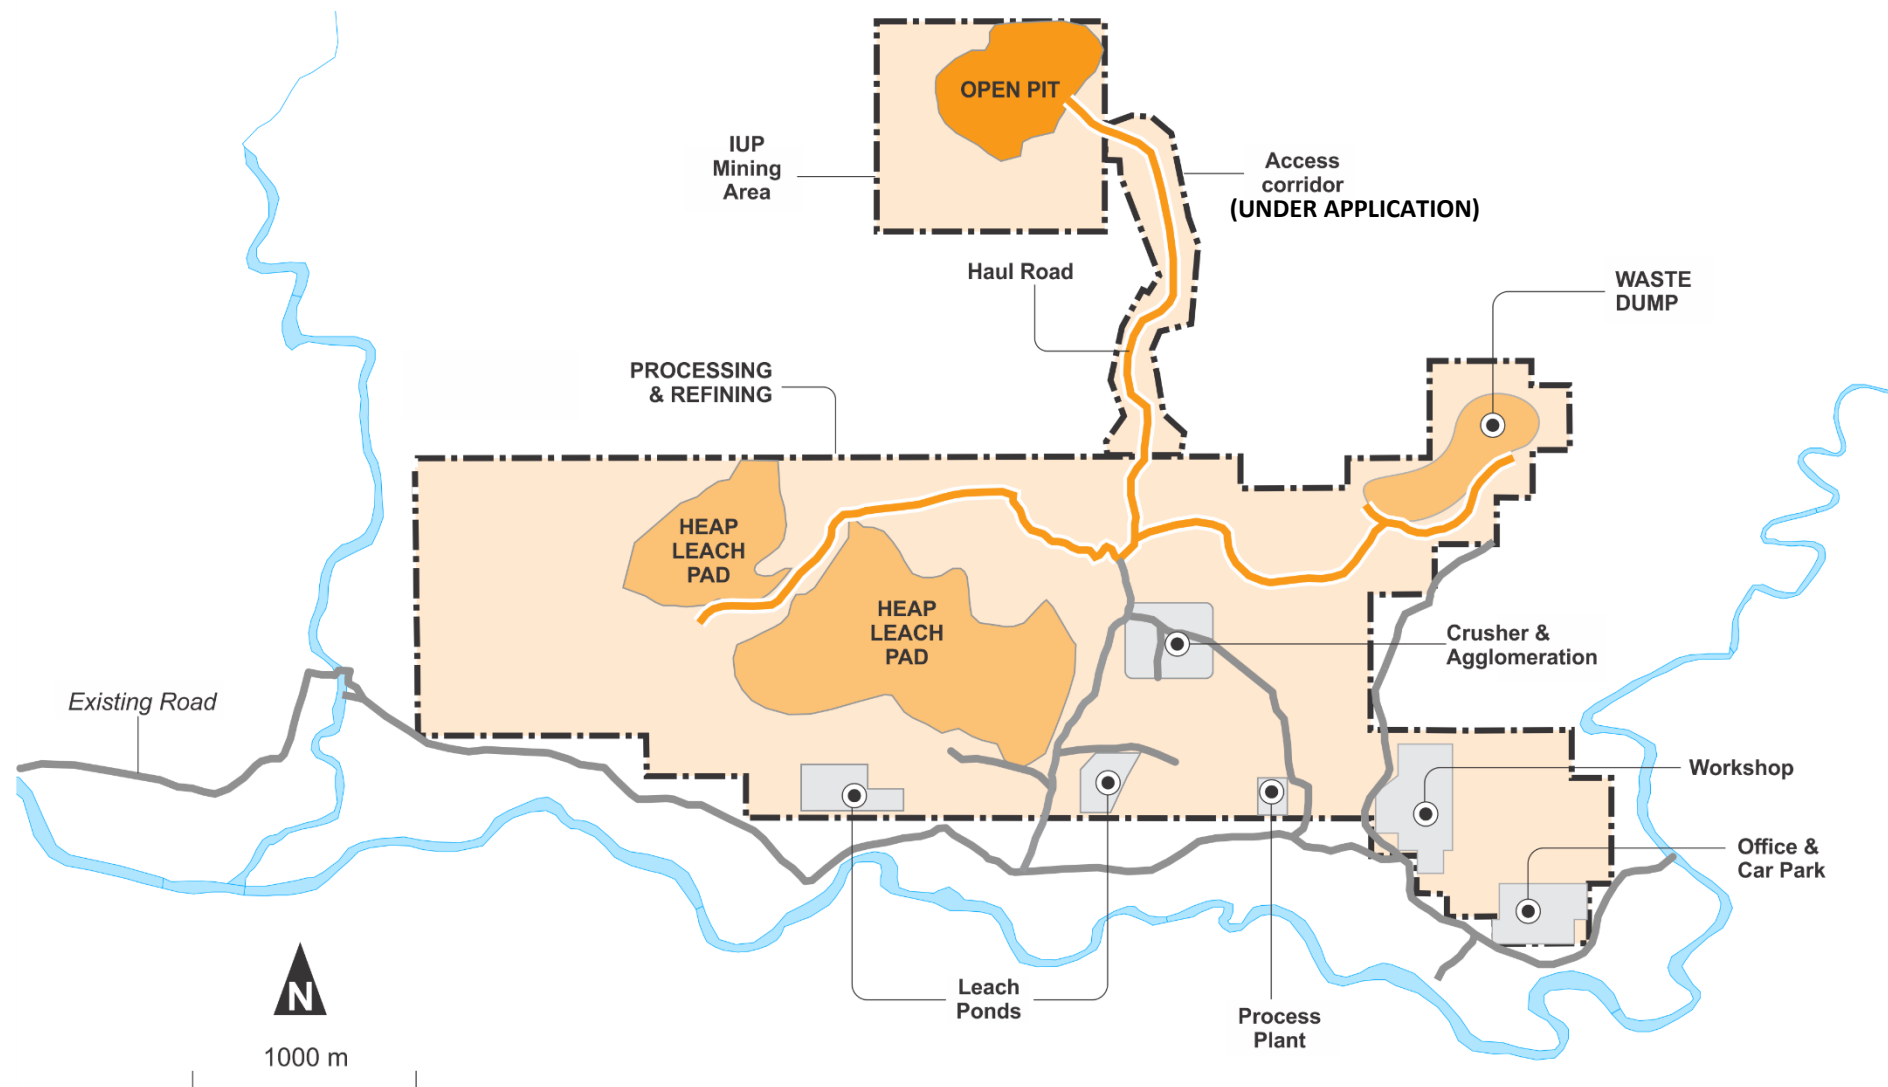 OPEN PIT
IUP
Mining
Area
Access
corridor
(UNDER APPLICATION)
Haul Road
WASTE
DUMP
PROCESSING
& REFINING
HEAP
LEACH
PAD
HEAP
LEACH
PAD
Crusher &
Agglomeration
Existing Road
Workshop
Office &
Car Park
Leach
Ponds
Process
Plant
N
1000 m